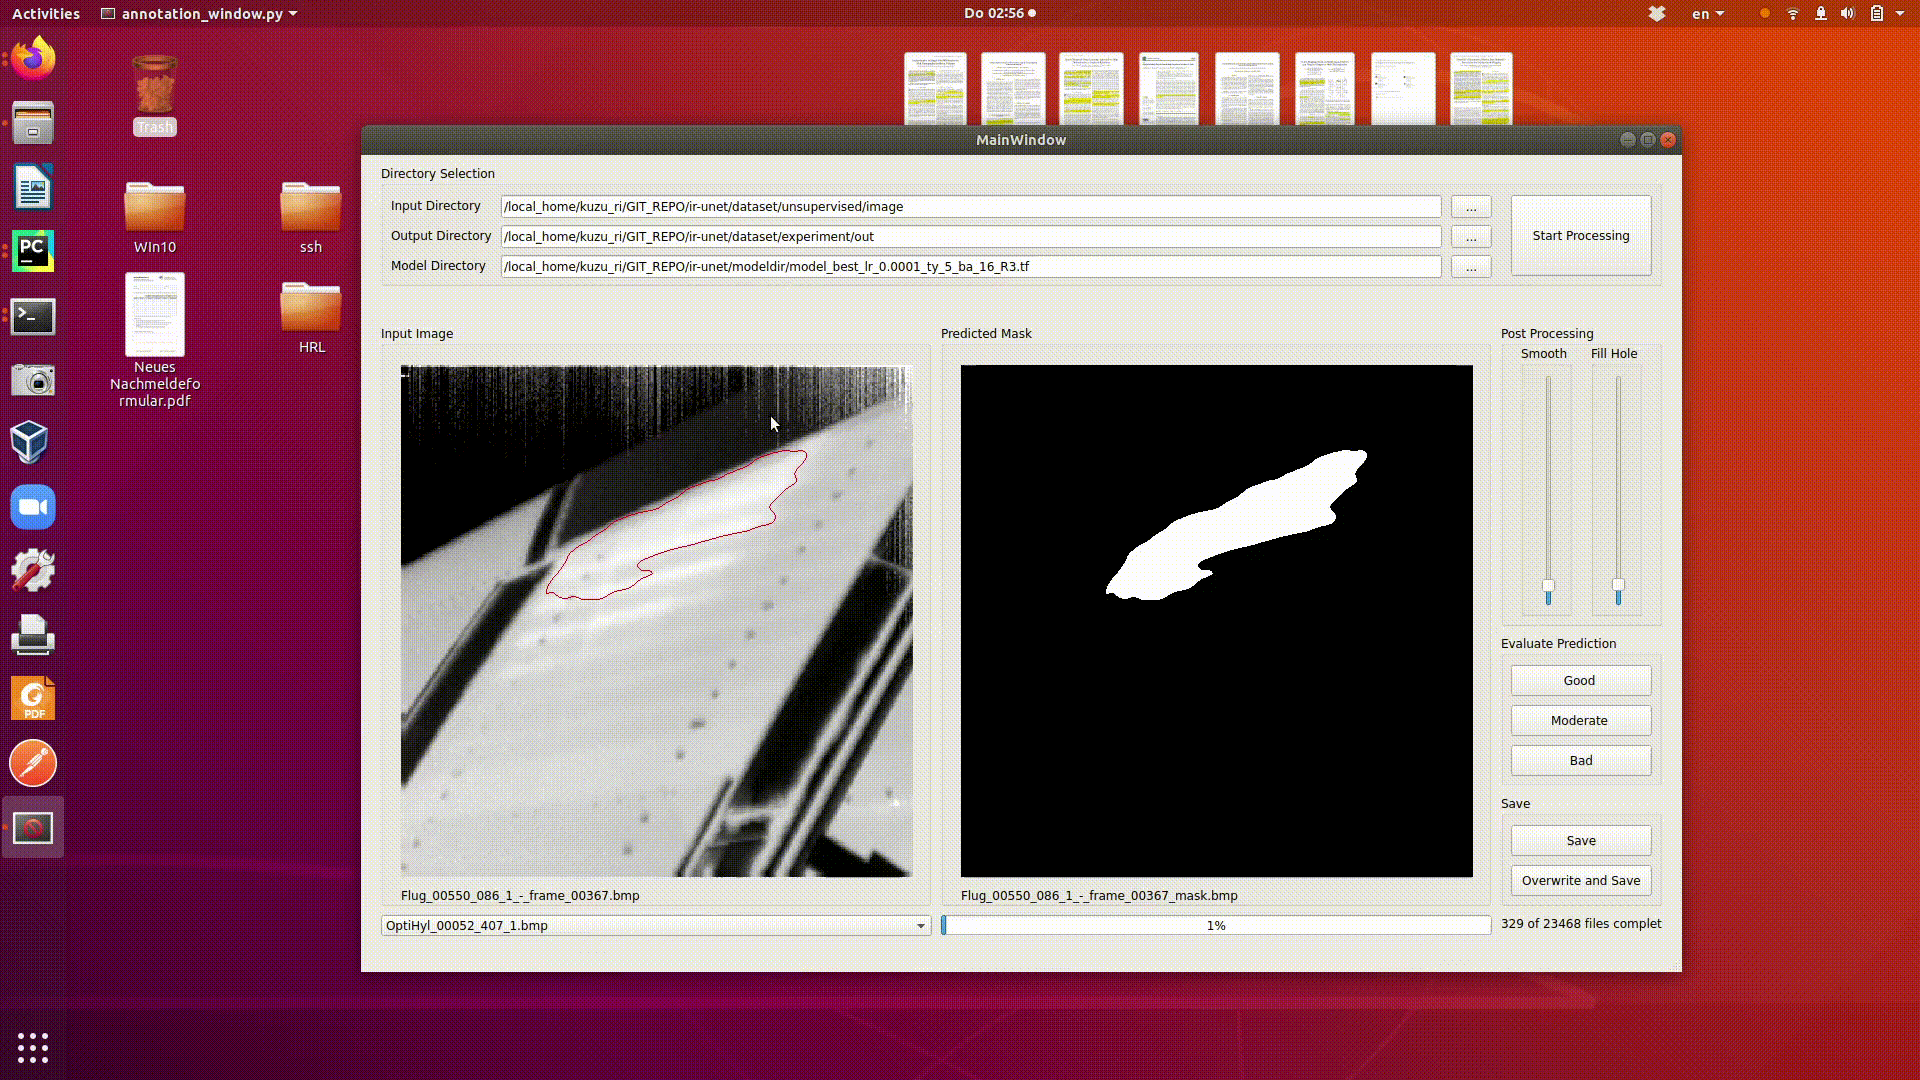 Activities
annotation_window.py
Do 02:56
en
Trash
WIn10
ssh
Neues
Nachmeldefo
rmular.pdf
HRL
PC
PDF
MainWindow
Directory Selection
Input Directory
/local_home/kuzu_ri/GIT_REPO/ir-unet/dataset/unsupervised/image
...
Output Directory
/local_home/kuzu_ri/GIT_REPO/ir-unet/dataset/experiment/out
...
Model Directory
/local_home/kuzu_ri/GIT_REPO/ir-unet/modeldir/model_best_lr_0.0001_ty_5_ba_16_R3.tf
...
Start Processing
Input Image
Predicted Mask
Post Processing
Smooth
Fill Hole
Evaluate Prediction
Good
Moderate
Bad
Save
Save
Overwrite and Save
Flug_00550_086_1_-_frame_00367.bmp
Flug_00550_086_1_-_frame_00367_mask.bmp
OptiHyl_00052_407_1.bmp
1%
329 of 23468 files complet